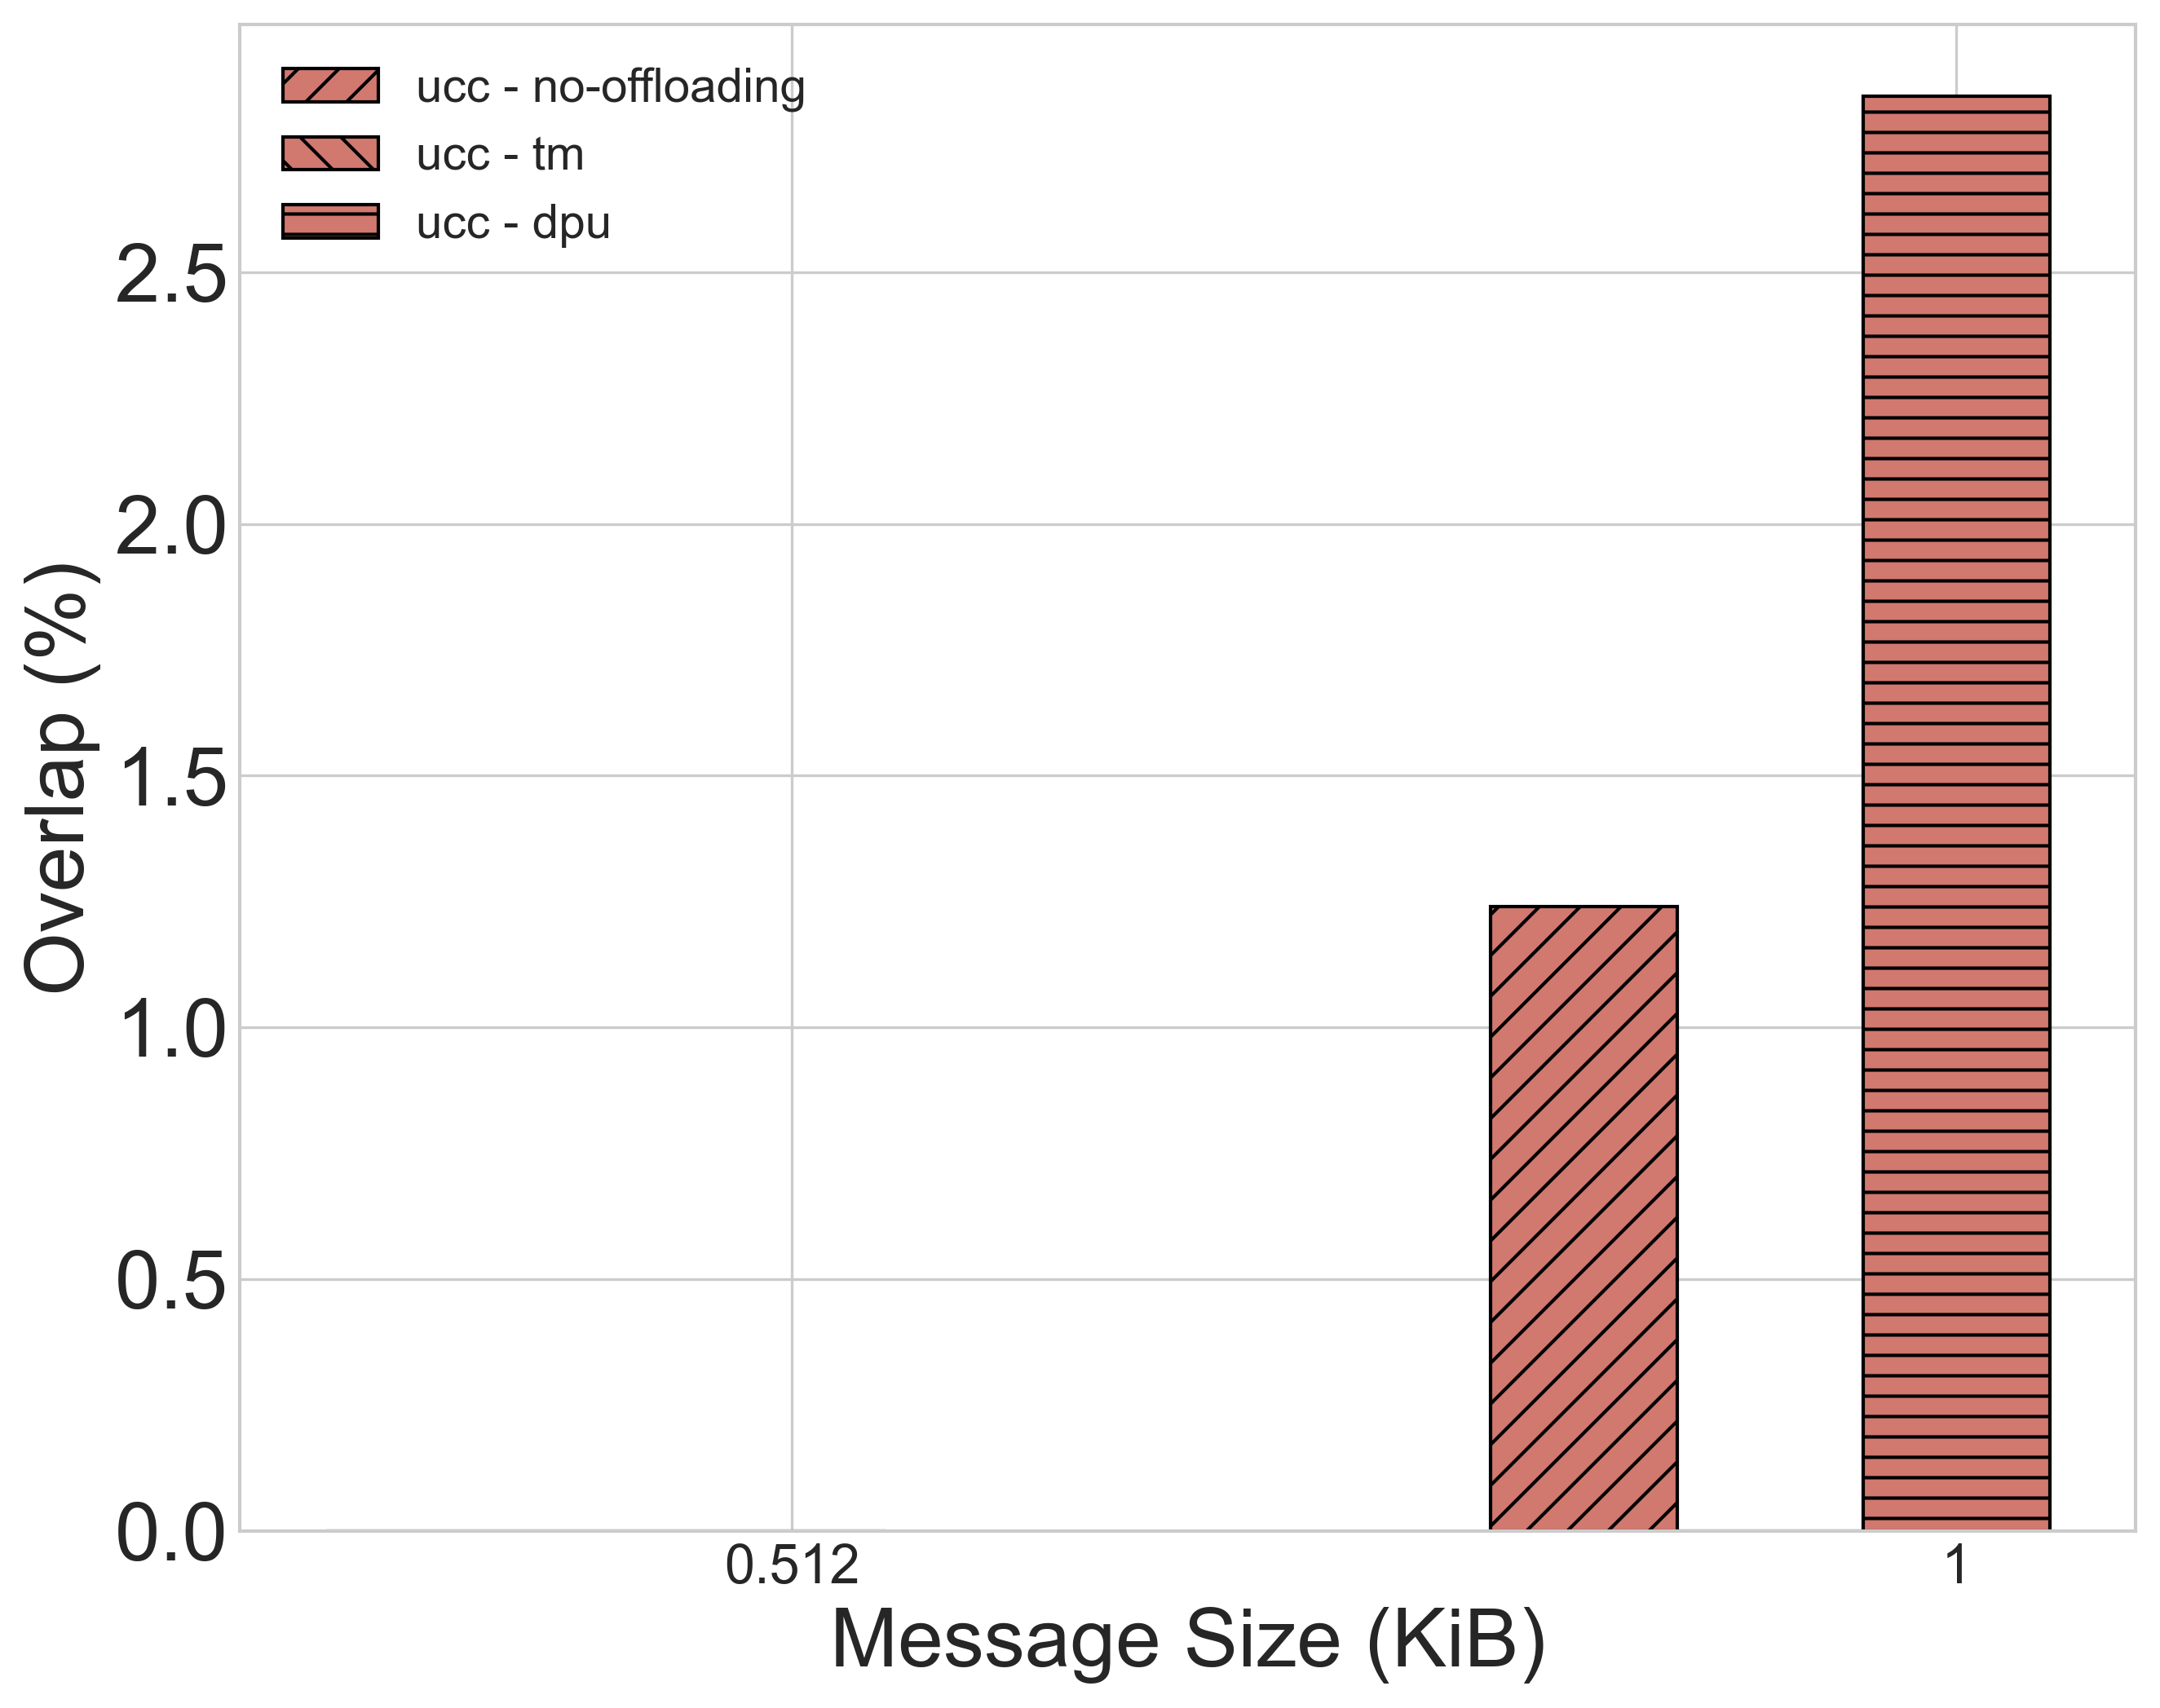 ucc - no-offloading
ucc - tm
ucc - dpu
2.5
2.0
1.5
1.0
0.5
0.0
Overlap (%)
0.512
1
Message Size (KiB)